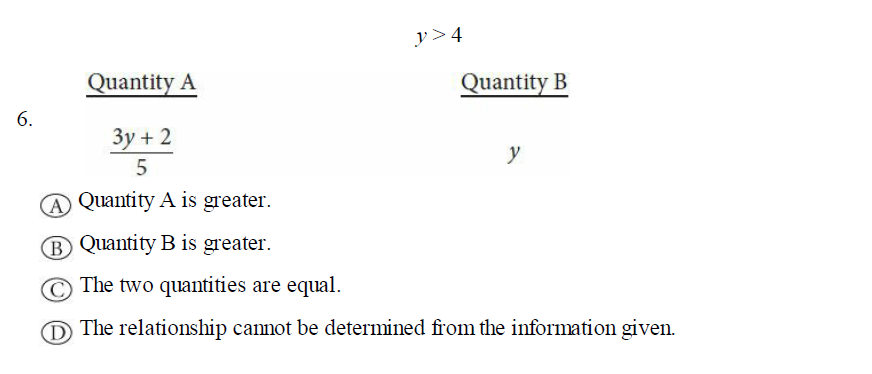 y > 4
Quantity A Quantity B
6.
3y + 2
5
y
A Quantity A is greater.
B Quantity B is greater.
C The two quantities are equal.
D The relationship cannot be determined from the information given.